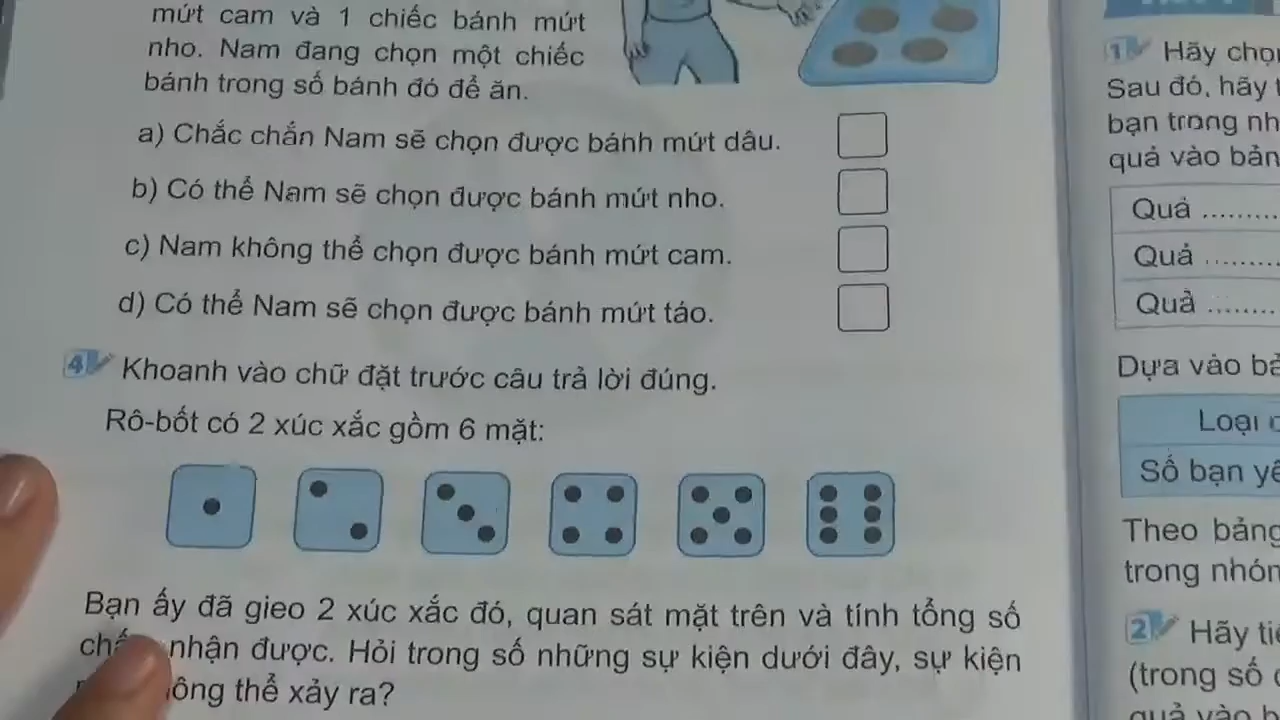 mứt cam và 1 chiếc bánh mứt
nho. Nam đang chọn một chiếc
bánh trong số bánh đó để ăn.
a) Chắc chắn Nam sẽ chọn được bánh mứt dâu.
b) Có thể Nam sẽ chọn được bánh mứt nho.
c) Nam không thể chọn được bánh mứt cam.
d) Có thể Nam sẽ chọn được bánh mứt táo.
4 Khoanh vào chữ đặt trước câu trả lời đúng.
Rô-bốt có 2 xúc xắc gồm 6 mặt:
Bạn ấy đã gieo 2 xúc xắc đó, quan sát mặt trên và tính tổng số
nhận được. Hỏi trong số những sự kiện dưới đây, sự kiện
thể xảy ra?
1 Hãy
Sau đó, hãy
bạn trong
quả vào
Quả ..........
Quả ..........
Quả ..........
Dựa vào
Loại
Số bạn
Theo bảng
trong
2 Hãy
(trong số
quả vào